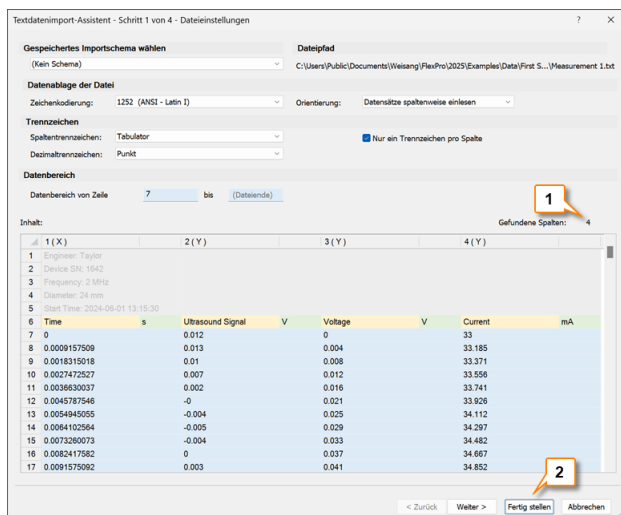 Textdatenimport-Assistent - Schritt 1 von 4 - Dateieinstellungen ? ×
Gespeichertes Importschema wählen Dateipfad
(Kein Schema) C:\Users\Public\Documents\Weisang\FlexPro\2025\Examples\Data\First S...\Measurement 1.txt
Datenablage der Datei
Zeichenkodierung: 1252 (ANSI - Latin I) Orientierung: Datensätze spaltenweise einlesen
Trennzeichen
Spaltentrennzeichen: Tabulator Nur ein Trennzeichen pro Spalte
Dezimaltrennzeichen: Punkt
Datenbereich
Datenbereich von Zeile 7 bis (Dateiende)
1
Inhalt: Gefundene Spalten: 4
1 ( X ) 2 ( Y ) 3 ( Y ) 4 ( Y )
1 Engineer: Taylor
2 Device SN: 1842
3 Frequency: 2 MHz
4 Diameter: 24 mm
5 Start Time: 2024-06-01 13:15:30
6 Time s Ultrasound Signal V Voltage V Current mA
7 0 0.012 0 33
8 0.0009157509 0.013 0.004 33.185
9 0.0018315018 0.01 0.008 33.371
10 0.0027472527 0.007 0.012 33.556
11 0.0036630037 0.002 0.016 33.741
12 0.0045787546 -0 0.021 33.926
13 0.0054945055 -0.004 0.025 34.112
14 0.0064102564 -0.005 0.029 34.297
15 0.0073260073 -0.004 0.033 34.482
16 0.0082417582 0 0.037 34.667
17 0.0091575092 0.003 0.041 34.852
2
< Zurück Weiter > Fertig stellen Abbrechen